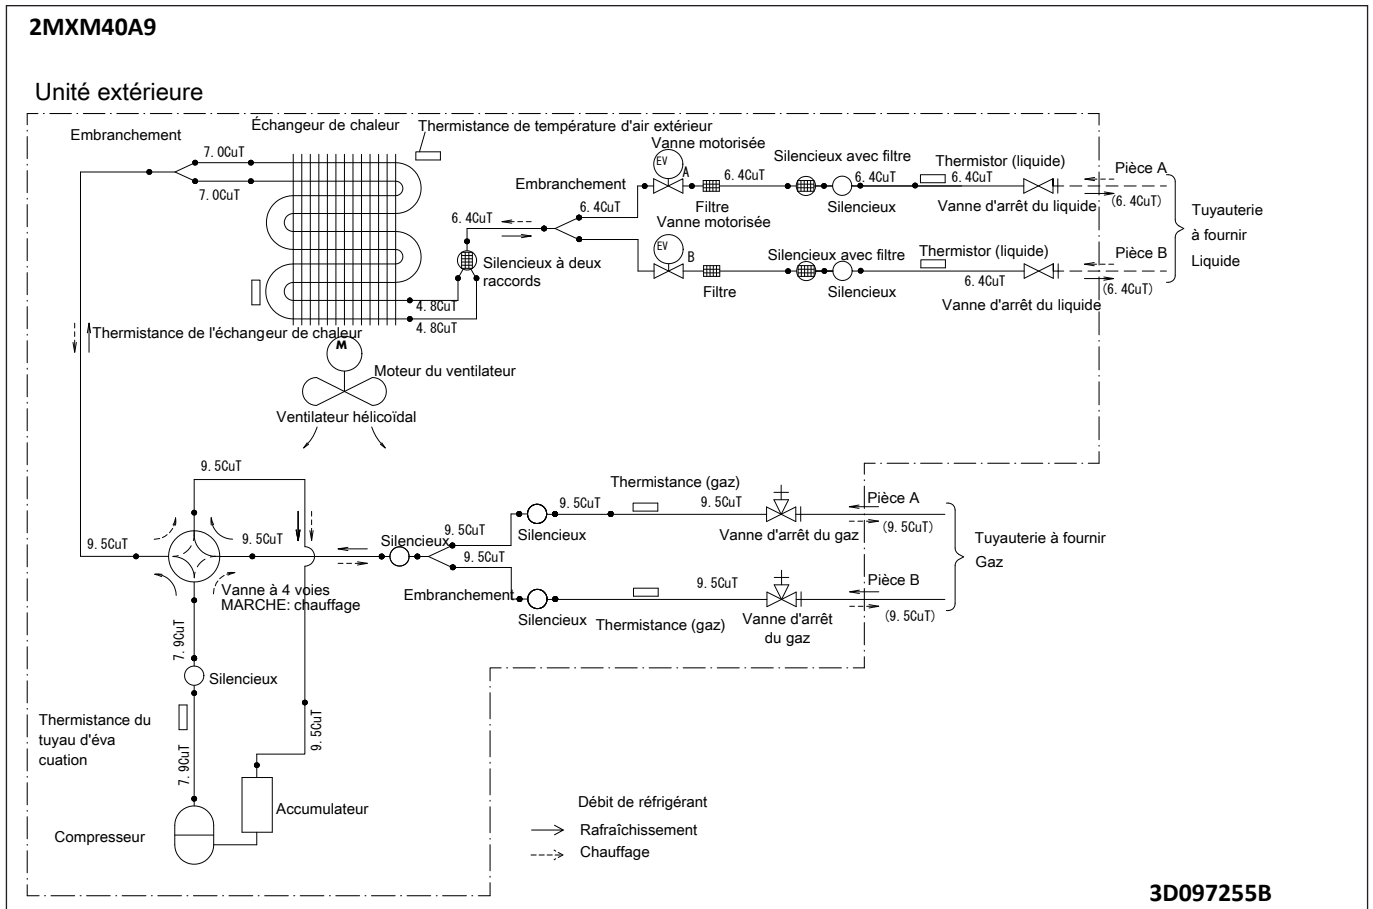 2MXM40A9
Unité extérieure
Embranchement
Échangeur de chaleur
Thermistance de température d'air extérieur
7.0CuT
7.0CuT
Vanne motorisée
EV
A
6.4CuT
Filtre
Silencieux avec filtre
Silencieux
6.4CuT
Thermistor (liquide)
6.4CuT
Vanne d'arrêt du liquide
Pièce A
(6.4CuT)
Embranchement
6.4CuT
6.4CuT
Silencieux à deux
raccords
4.8CuT
4.8CuT
Vanne motorisée
EV
B
Filtre
Silencieux avec filtre
Silencieux
Thermistor (liquide)
6.4CuT
Vanne d'arrêt du liquide
Pièce B
(6.4CuT)
Tuyauterie
à fournir
Liquide
Thermistance de l'échangeur de chaleur
M
Moteur du ventilateur
Ventilateur hélicoïdal
9.5CuT
9.5CuT
9.5CuT
Vanne à 4 voies
MARCHE: chauffage
Silencieux
9.5CuT
9.5CuT
Embranchement
Silencieux
9.5CuT
Thermistance (gaz)
9.5CuT
Vanne d'arrêt du gaz
Pièce A
(9.5CuT)
Silencieux
Thermistance (gaz)
9.5CuT
Vanne d'arrêt
du gaz
Pièce B
(9.5CuT)
Tuyauterie à fournir
Gaz
7.9CuT
Silencieux
Thermistance du
tuyau d'éva
cuation
7.9CuT
9.5CuT
Accumulateur
Compresseur
Débit de réfrigérant
Rafraîchissement
Chauffage
3D097255B